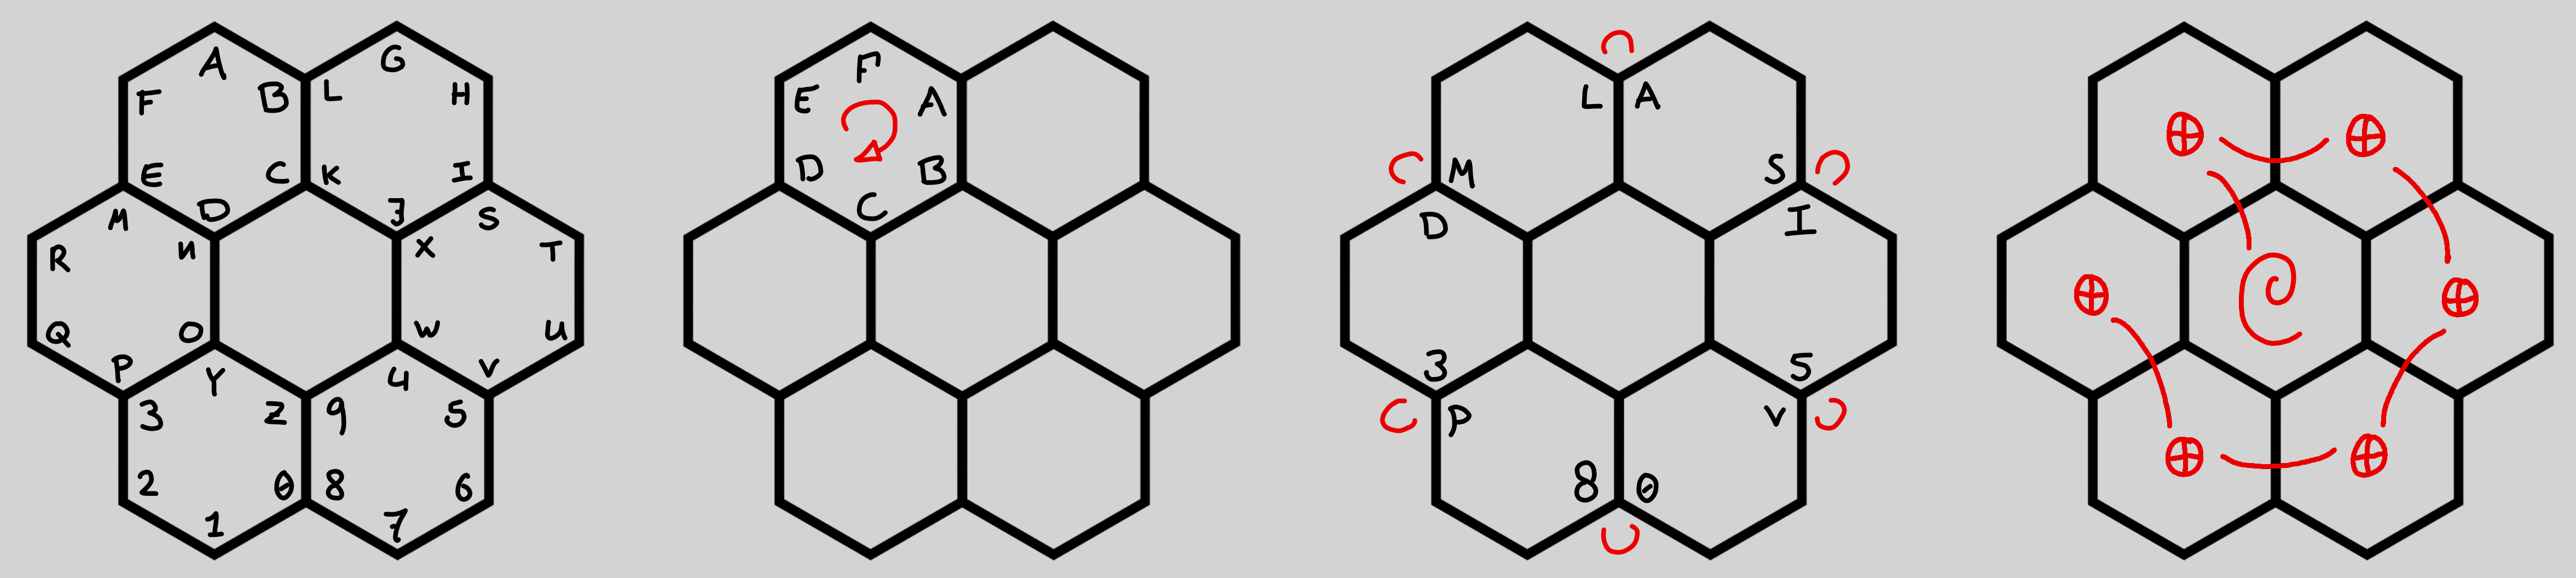 A G
F B L H
E C K I
M D J S
R N X T
Q O W U
P Y 4 V
3 Z 9 5
2 0 8 6
1 7
F
E A
D B
C
L A
M S
D I
3 5
P V
8 0